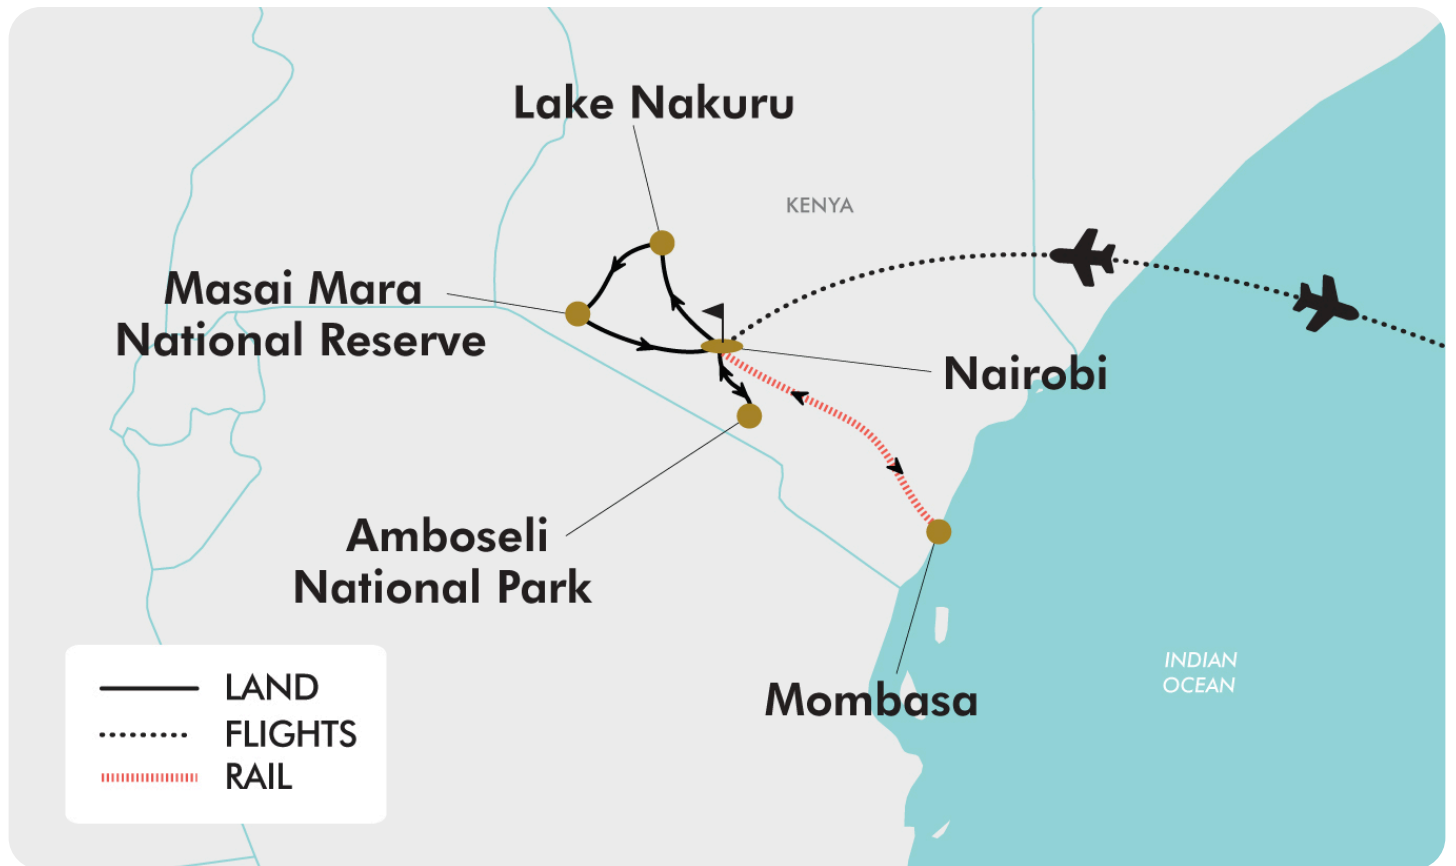 Lake Nakuru
KENYA
Masai Mara
National Reserve
Nairobi
Amboseli
National Park
Mombasa
INDIAN
OCEAN
LAND
FLIGHTS
RAIL